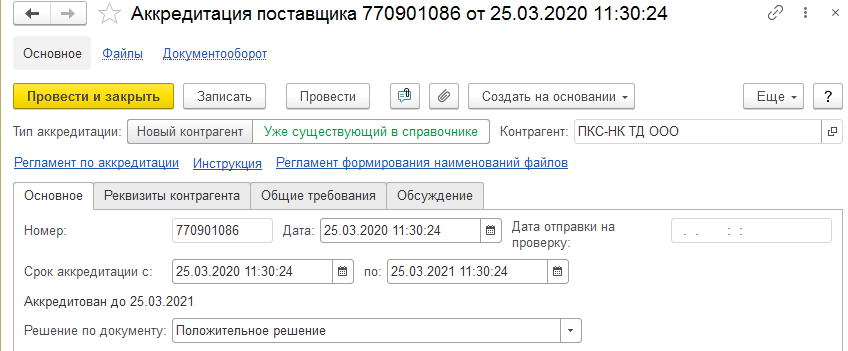 Аккредитация поставщика 770901086 от 25.03.2020 11:30:24
Основное Файлы Документооборот
Провести и закрыть Записать Провести Создать на основании Еще ?
Тип аккредитации: Новый контрагент Уже существующий в справочнике Контрагент: ПКС-НК ТД ООО
Регламент по аккредитации Инструкция Регламент формирования наименований файлов
Основное Реквизиты контрагента Общие требования Обсуждение
Номер: 770901086 Дата: 25.03.2020 11:30:24 Дата отправки на
проверку: . . : :
Срок аккредитации с: 25.03.2020 11:30:24 по: 25.03.2021 11:30:24
Аккредитован до 25.03.2021
Решение по документу: Положительное решение